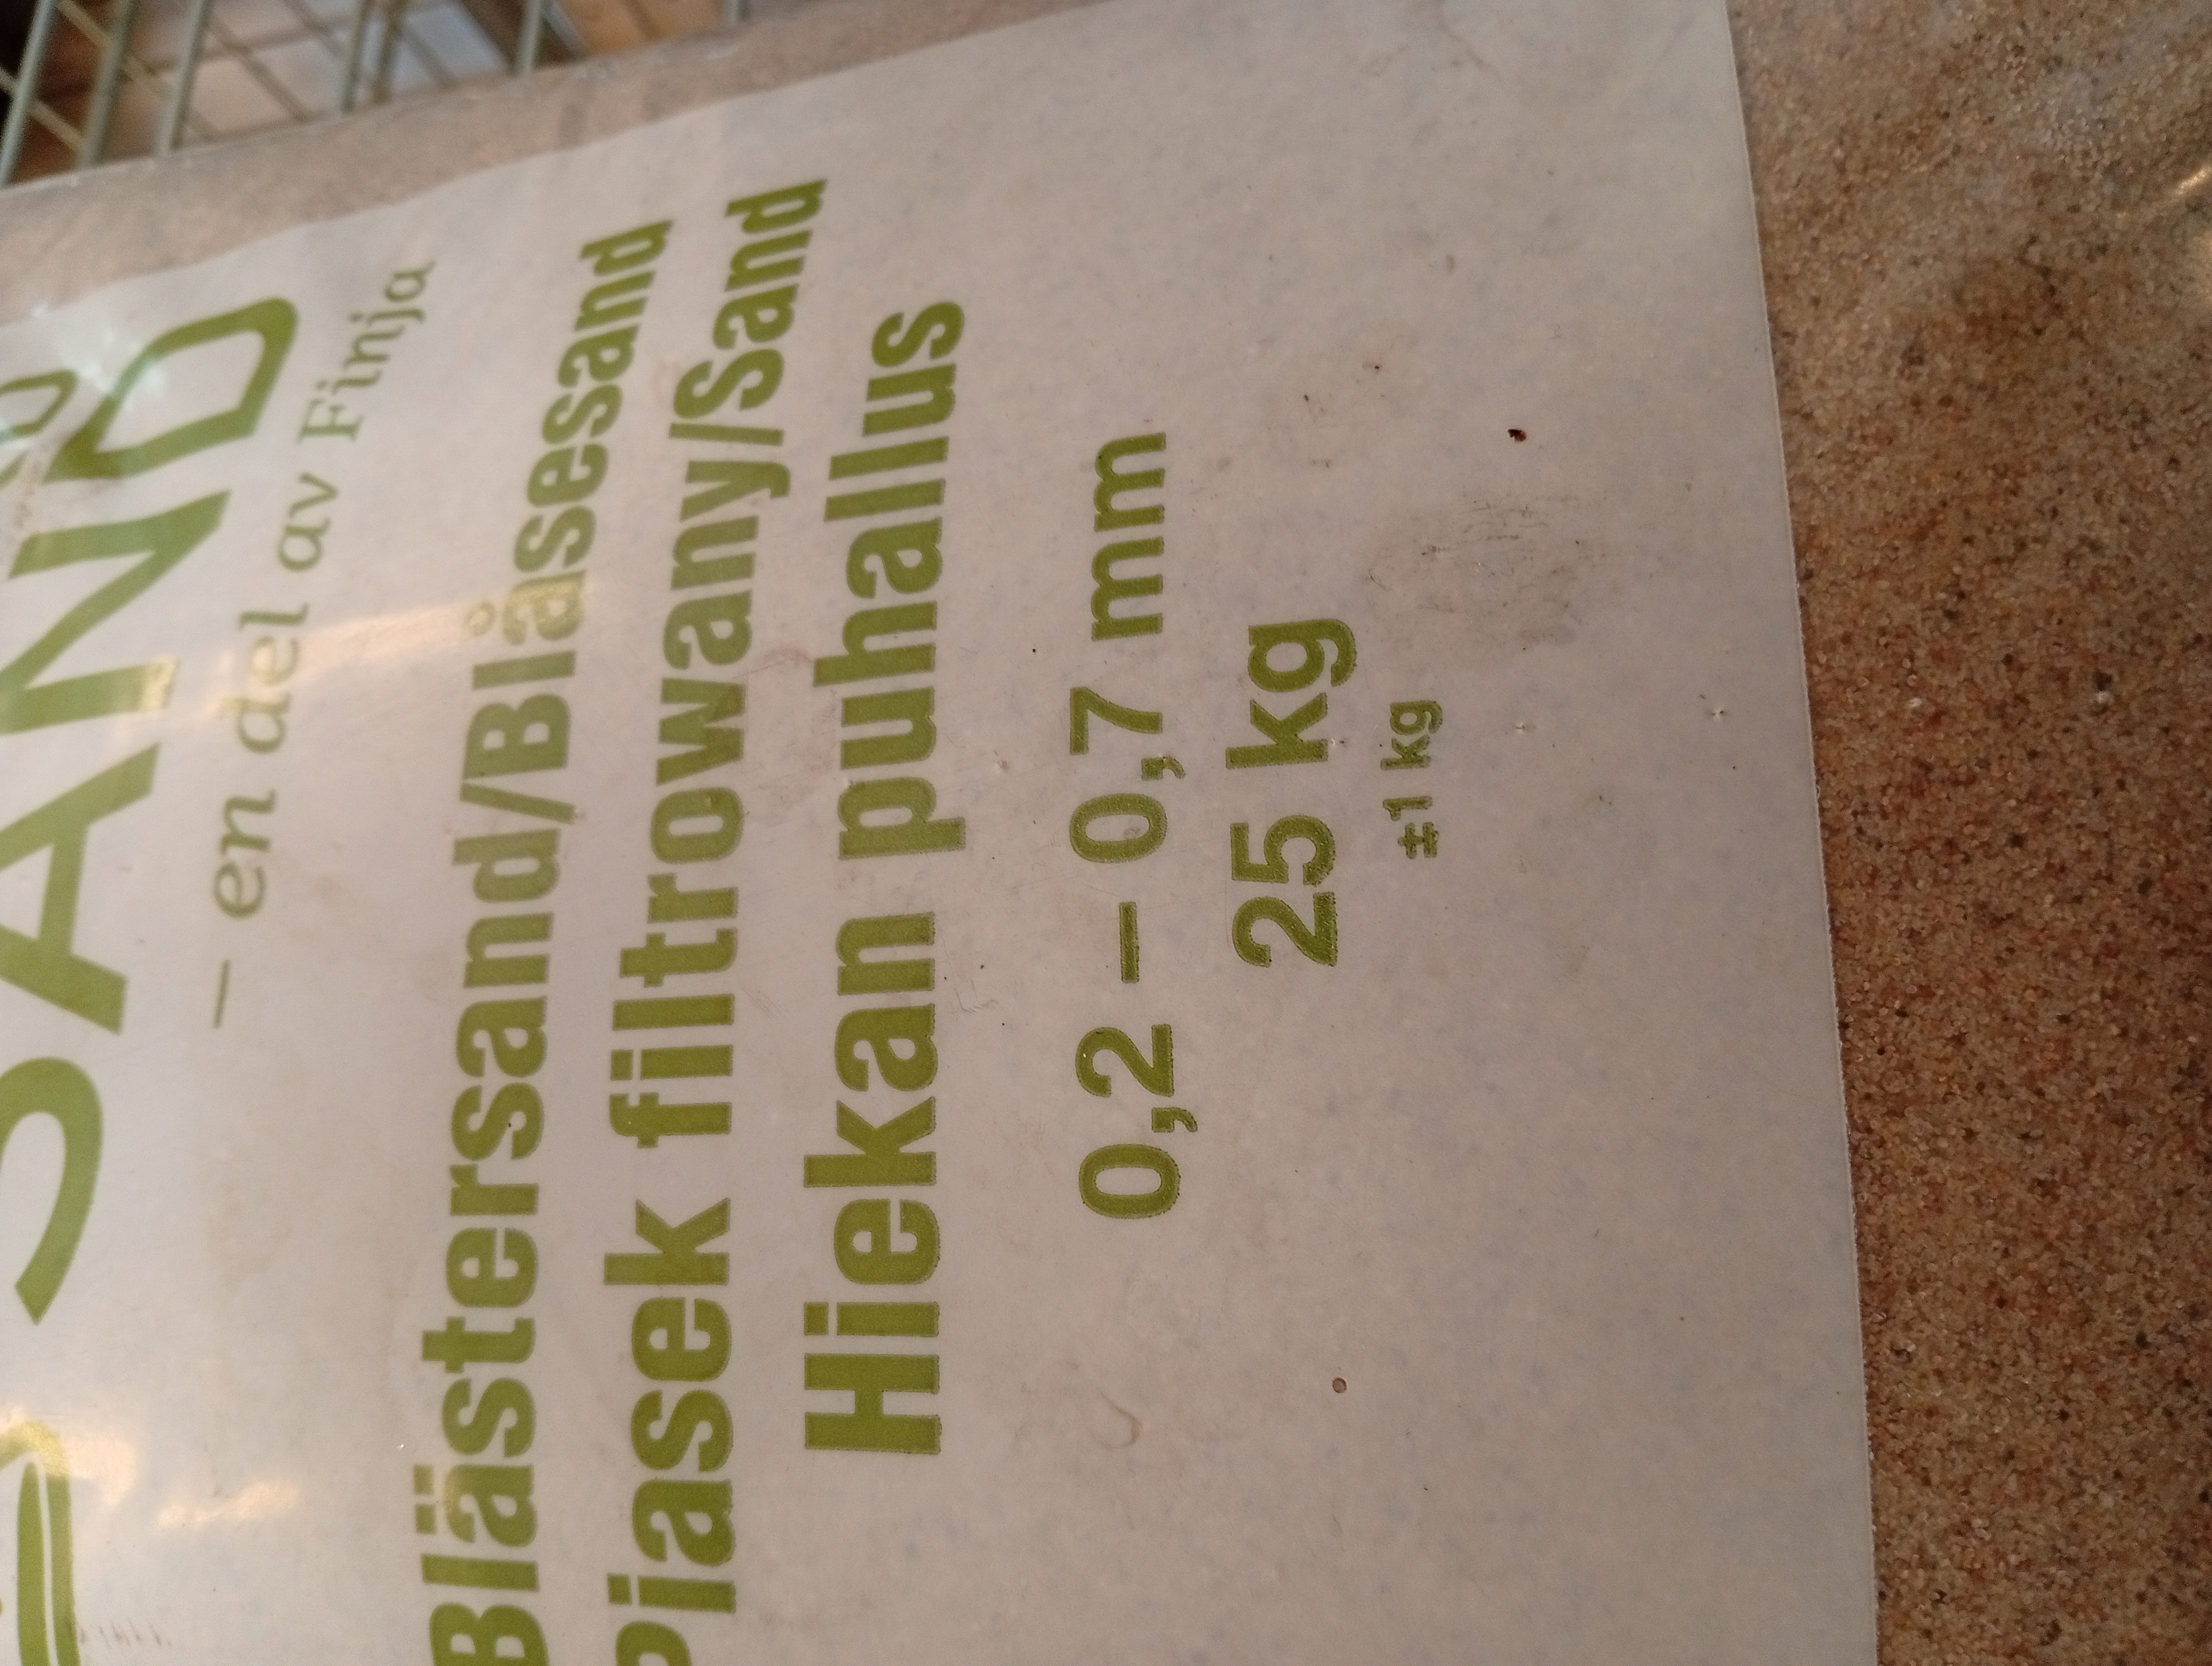 SAND
– en del av Finja
Blästersand/Blåsesand
piasek filtrowany/Sand
Hiekan puhallus
0,2 – 0,7 mm
25 kg
±1 kg